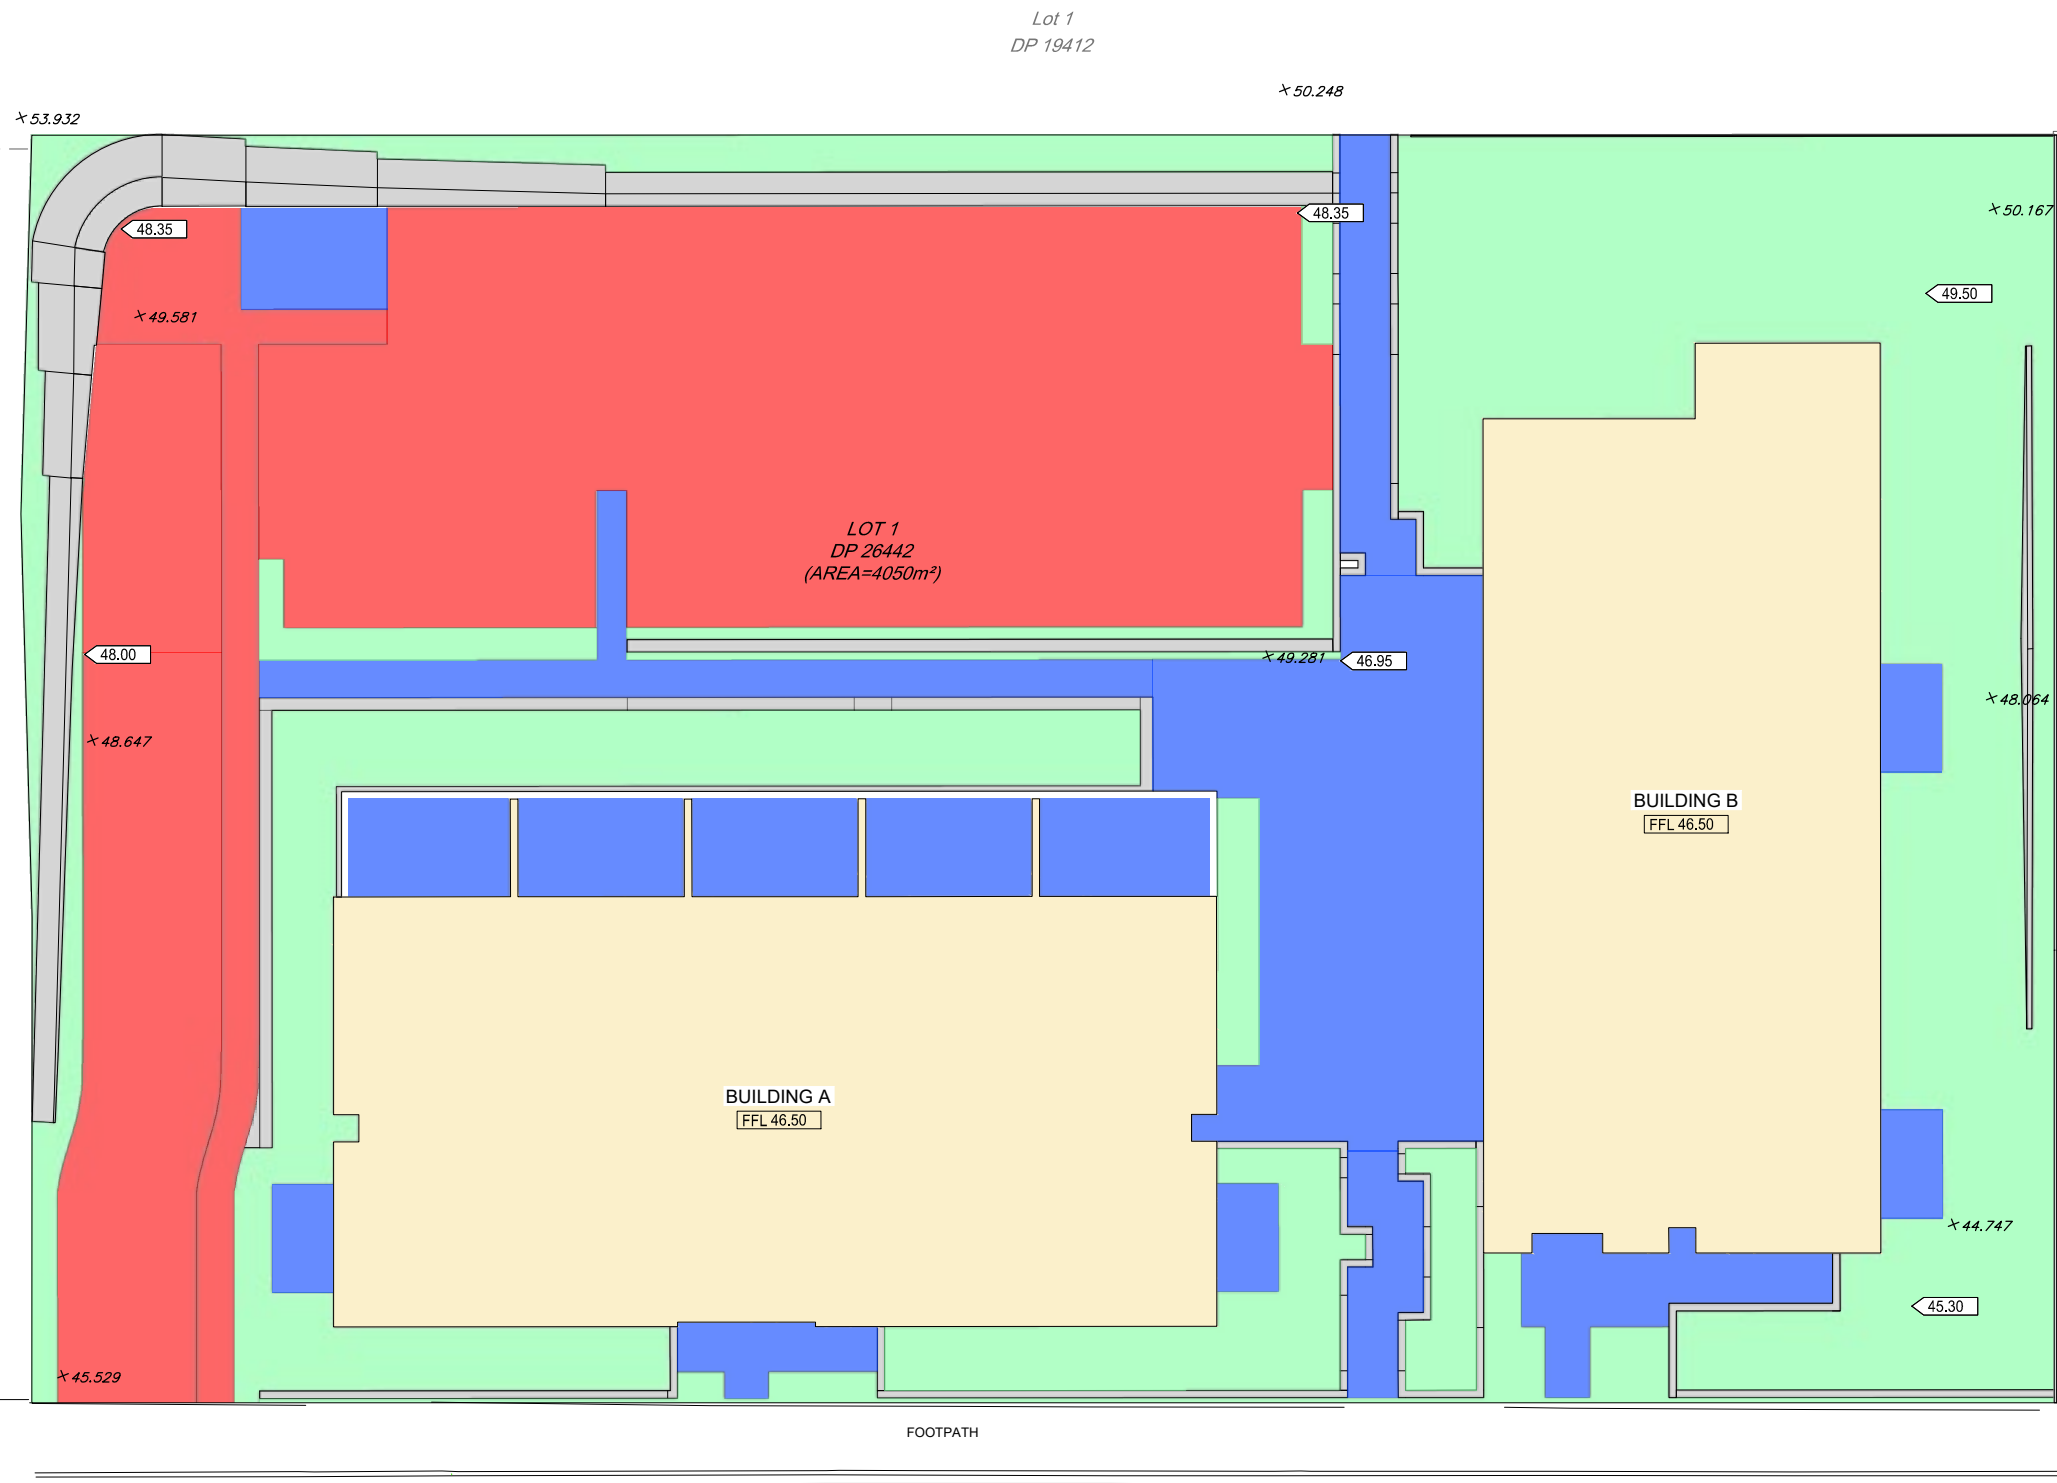 Lot 1
DP 19412
50.248
53.932
50.167
48.35
48.35
49.50
49.581
LOT 1
DP 26442
(AREA=4050m²)
48.00
49.281
46.95
48.064
48.647
BUILDING B
FFL 46.50
BUILDING A
FFL 46.50
44.747
45.30
45.529
FOOTPATH